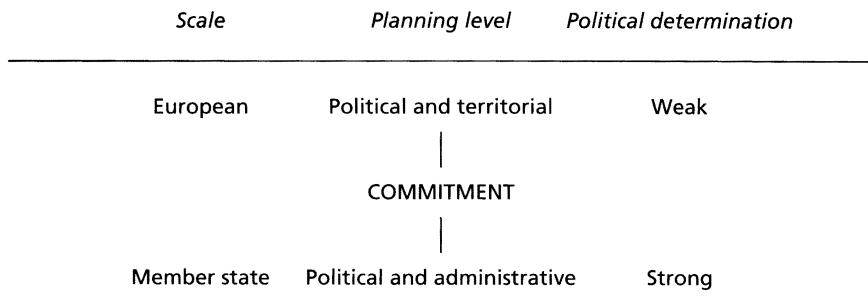 Scale Planning level Political determination
European Political and territorial Weak
COMMITMENT
Member state Political and administrative Strong